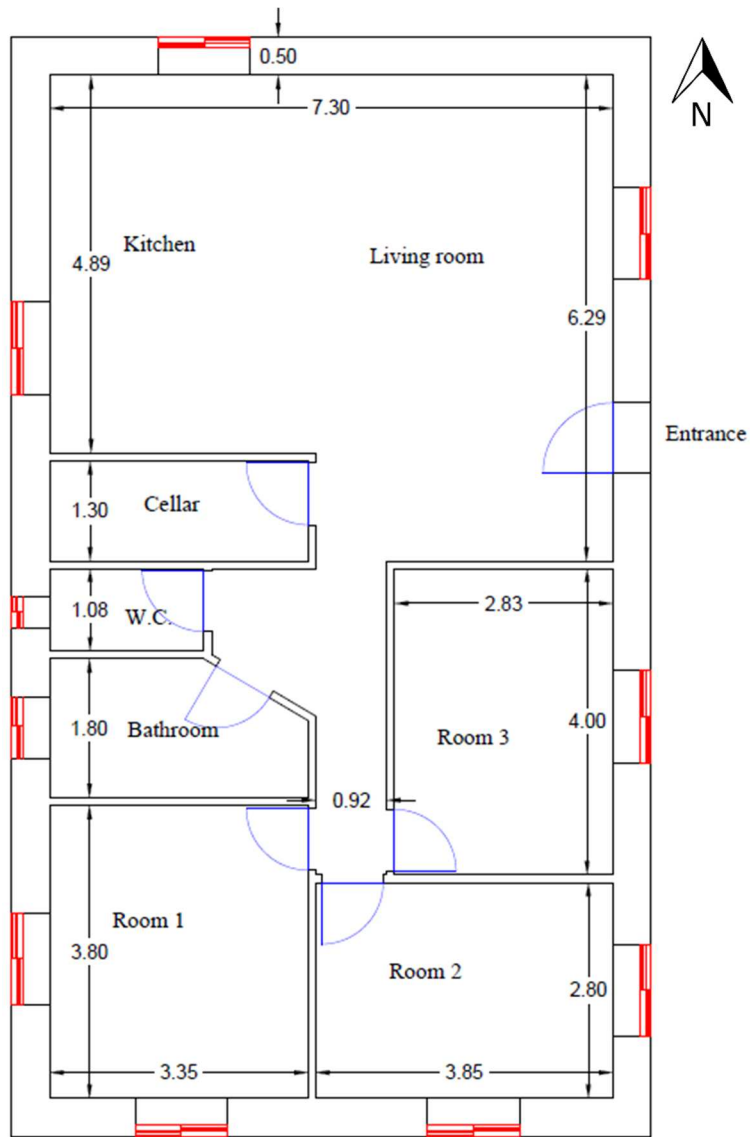 0.50
7.30
N
Kitchen
Living room
4.89
6.29
Entrance
Cellar
1.30
1.08
W.C.
2.83
1.80
Bathroom
Room 3
4.00
0.92
Room 1
3.80
Room 2
2.80
3.35
3.85